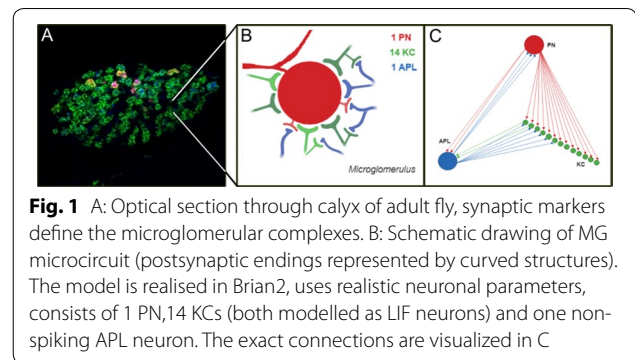 A
B
C
1 PN
14 KC
1 APL
Microglomerulus
PN
APL
KC
Fig. 1 A: Optical section through calyx of adult fly, synaptic markers
define the microglomerular complexes. B: Schematic drawing of MG
microcircuit (postsynaptic endings represented by curved structures).
The model is realised in Brian2, uses realistic neuronal parameters,
consists of 1 PN,14 KCs (both modelled as LIF neurons) and one non-
spiking APL neuron. The exact connections are visualized in C